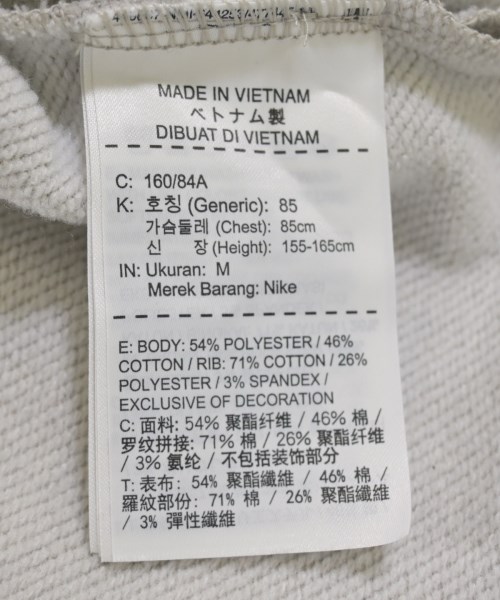 MADE IN VIETNAM
ベトナム製
DIBUAT DI VIETNAM
C: 160/84A
K: 호칭 (Generic): 85
가슴둘레 (Chest): 85cm
신 장 (Height): 155-165cm
IN: Ukuran: M
Merek Barang: Nike
E: BODY: 54% POLYESTER / 46%
COTTON / RIB: 71% COTTON / 26%
POLYESTER / 3% SPANDEX /
EXCLUSIVE OF DECORATION
C: 面料: 54% 聚酯纤维 / 46% 棉 /
罗纹拼接: 71% 棉 / 26% 聚酯纤维
/ 3% 氨纶 / 不包括装饰部分
T: 表布: 54% 聚酯纖維 / 46% 棉 /
羅紋部份: 71% 棉 / 26% 聚酯纖維
/ 3% 彈性纖維